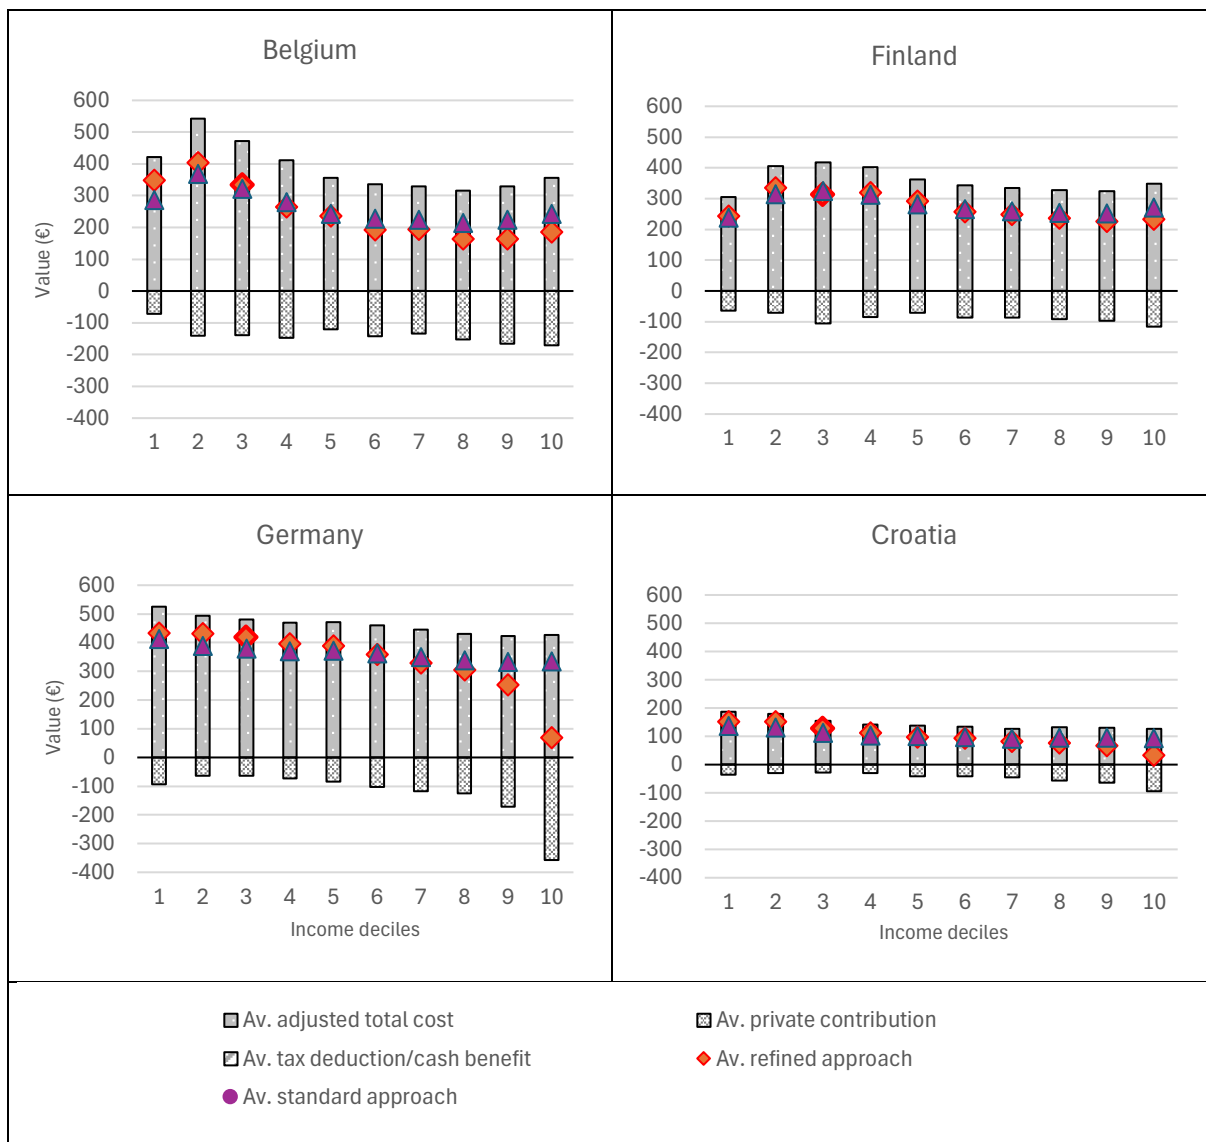 Belgium
Value (€)
600
500
400
300
200
100
0
-100
-200
-300
-400
1 2 3 4 5 6 7 8 9 10
Finland
600
500
400
300
200
100
0
-100
-200
-300
-400
1 2 3 4 5 6 7 8 9 10
Germany
Value (€)
600
500
400
300
200
100
0
-100
-200
-300
-400
1 2 3 4 5 6 7 8 9 10
Income deciles
Croatia
600
500
400
300
200
100
0
-100
-200
-300
-400
1 2 3 4 5 6 7 8 9 10
Income deciles
Av. adjusted total cost
Av. private contribution
Av. tax deduction/cash benefit
Av. refined approach
Av. standard approach